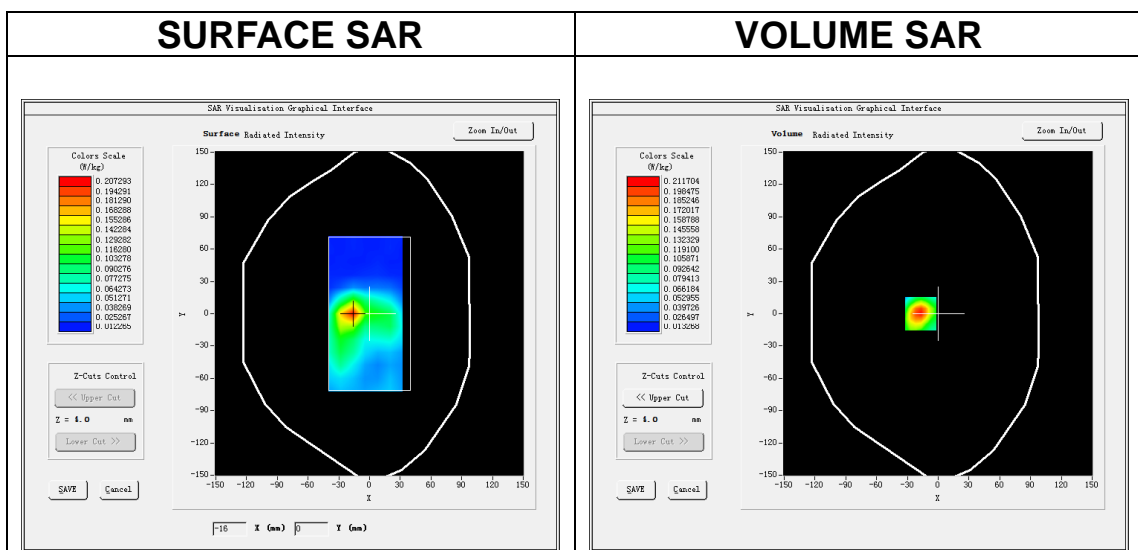 SURFACE SAR
VOLUME SAR
SAR Visualisation Graphical Interface
Surface Radiated Intensity
Zoom In/Out
Colors Scale
(W/kg)
0.207293
0.194291
0.181290
0.168288
0.155286
0.142284
0.129282
0.116280
0.103278
0.090276
0.077275
0.064273
0.051271
0.038269
0.025267
0.012265
Z-Cuts Control
<< Upper Cut
Z = 4.0 mm
Lower Cut >>
SAVE Cancel
150
120
90
60
30
0
-30
-60
-90
-120
-150
Y
-150 -120 -90 -60 -30 0 30 60 90 120 150
X
-16 X (mm) 0 Y (mm)
SAR Visualisation Graphical Interface
Volume Radiated Intensity
Zoom In/Out
Colors Scale
(W/kg)
0.211704
0.198475
0.185246
0.172017
0.158788
0.145558
0.132329
0.119100
0.105871
0.092642
0.079413
0.066184
0.052955
0.039726
0.026497
0.013268
Z-Cuts Control
<< Upper Cut
Z = 4.0 mm
Lower Cut >>
SAVE Cancel
150
120
90
60
30
0
-30
-60
-90
-120
-150
Y
-150 -120 -90 -60 -30 0 30 60 90 120 150
X